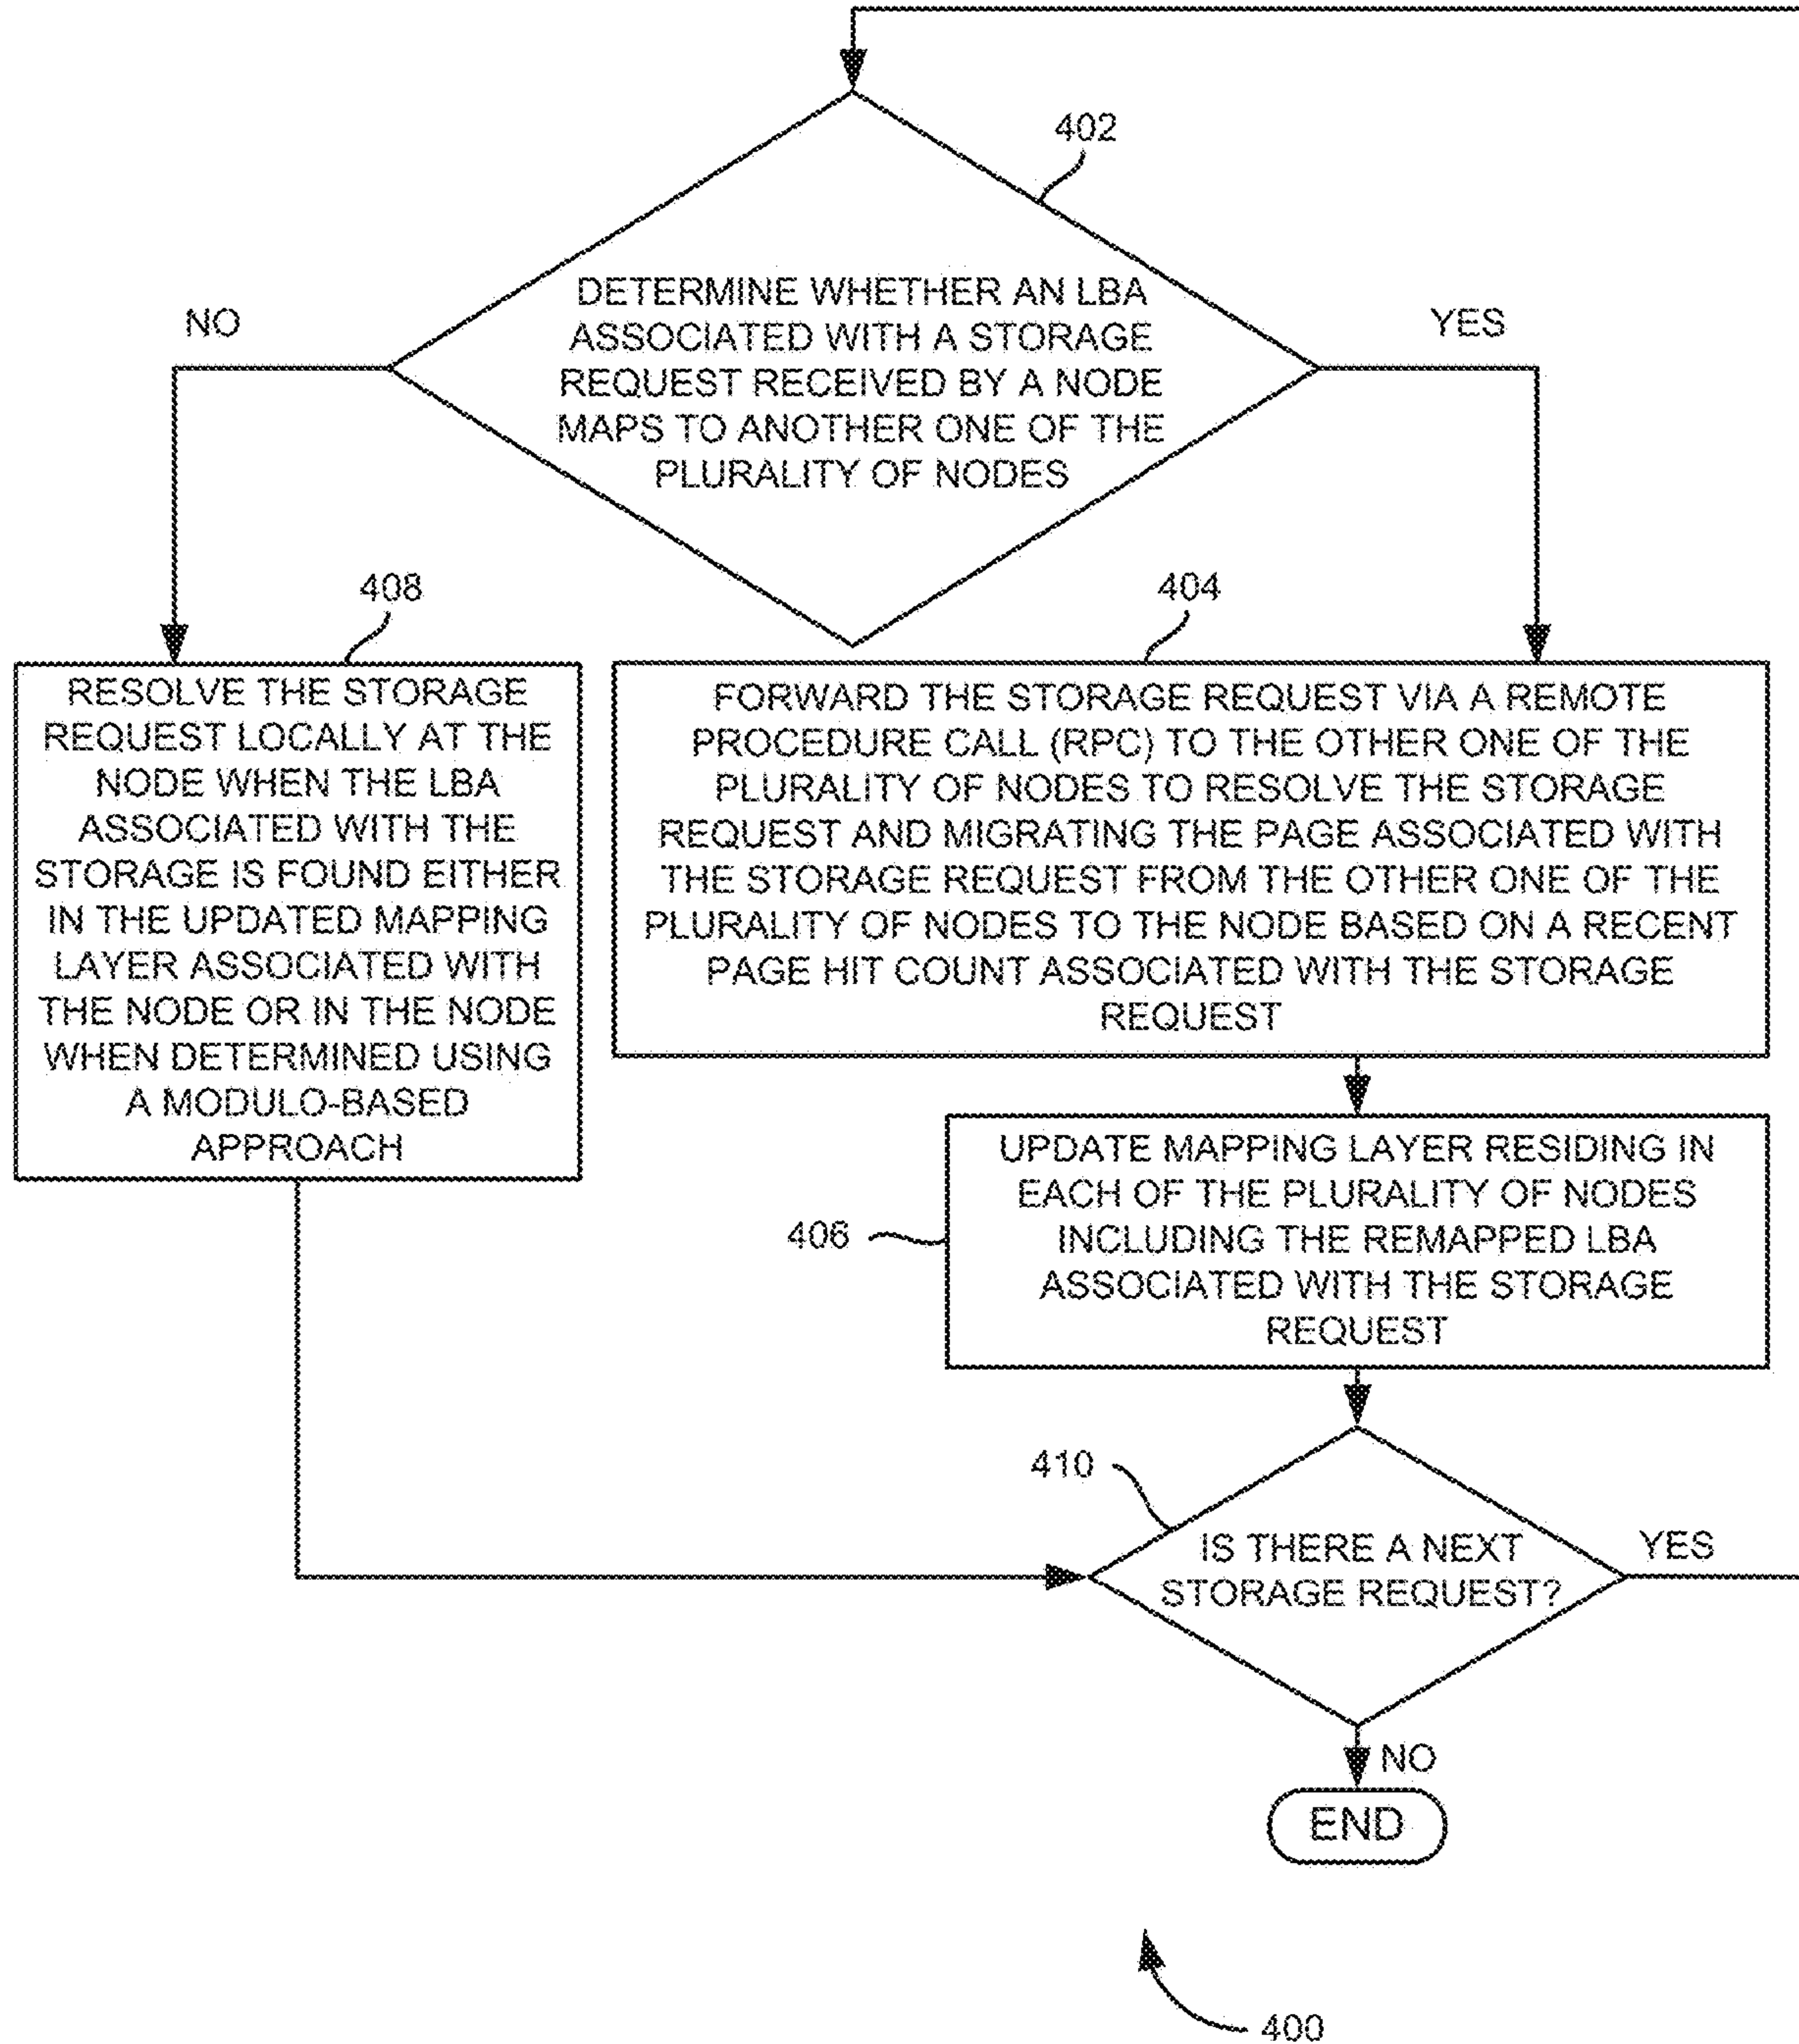 402
DETERMINE WHETHER AN LBA
ASSOCIATED WITH A STORAGE
REQUEST RECEIVED BY A NODE
MAPS TO ANOTHER ONE OF THE
PLURALITY OF NODES
NO
YES
408
RESOLVE THE STORAGE
REQUEST LOCALLY AT THE
NODE WHEN THE LBA
ASSOCIATED WITH THE
STORAGE IS FOUND EITHER
IN THE UPDATED MAPPING
LAYER ASSOCIATED WITH
THE NODE OR IN THE NODE
WHEN DETERMINED USING
A MODULO-BASED
APPROACH
404
FORWARD THE STORAGE REQUEST VIA A REMOTE
PROCEDURE CALL (RPC) TO THE OTHER ONE OF THE
PLURALITY OF NODES TO RESOLVE THE STORAGE
REQUEST AND MIGRATING THE PAGE ASSOCIATED WITH
THE STORAGE REQUEST FROM THE OTHER ONE OF THE
PLURALITY OF NODES TO THE NODE BASED ON A RECENT
PAGE HIT COUNT ASSOCIATED WITH THE STORAGE
REQUEST
406
UPDATE MAPPING LAYER RESIDING IN
EACH OF THE PLURALITY OF NODES
INCLUDING THE REMAPPED LBA
ASSOCIATED WITH THE STORAGE
REQUEST
410
IS THERE A NEXT
STORAGE REQUEST?
YES
NO
END
400